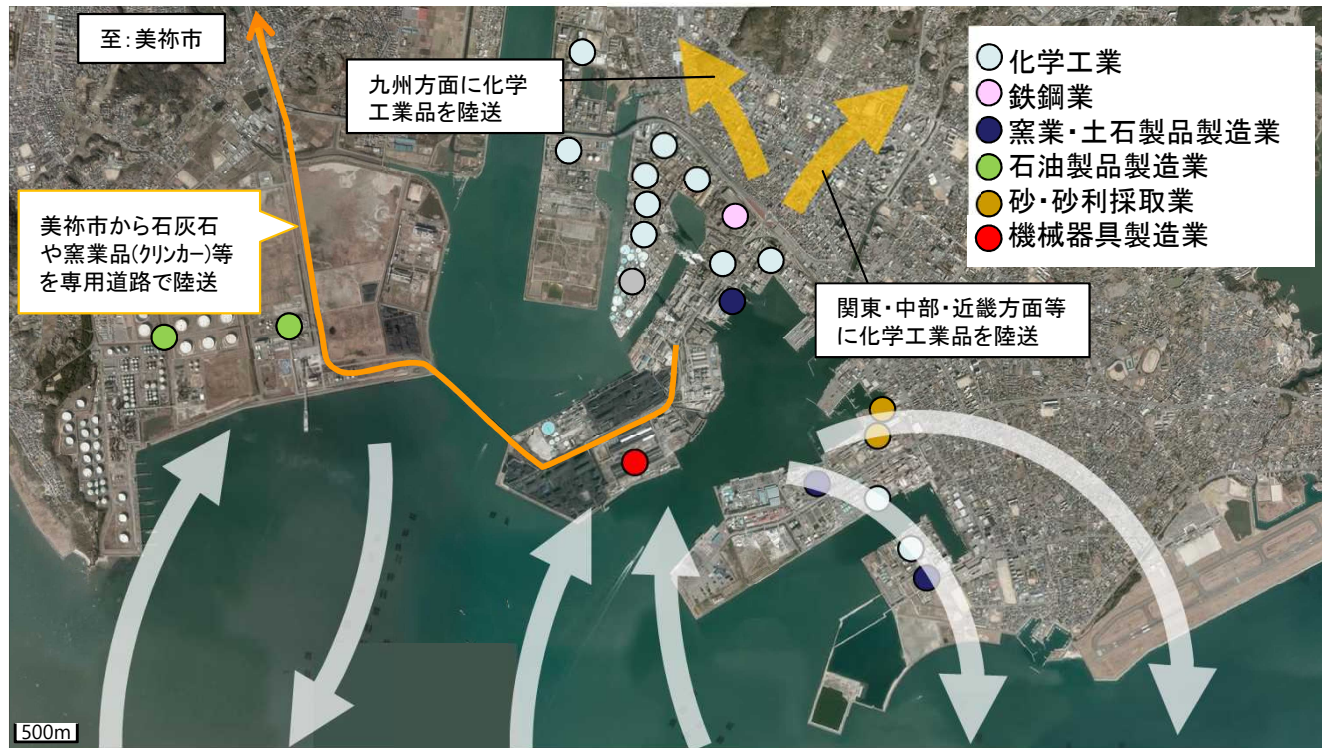 至:美祢市
九州方面に化学
工業品を陸送
化学工業
鉄鋼業
窯業・土石製品製造業
石油製品製造業
砂・砂利採取業
機械器具製造業
美祢市から石灰石
や窯業品(クリンカー)等
を専用道路で陸送
関東・中部・近畿方面等
に化学工業品を陸送
500m